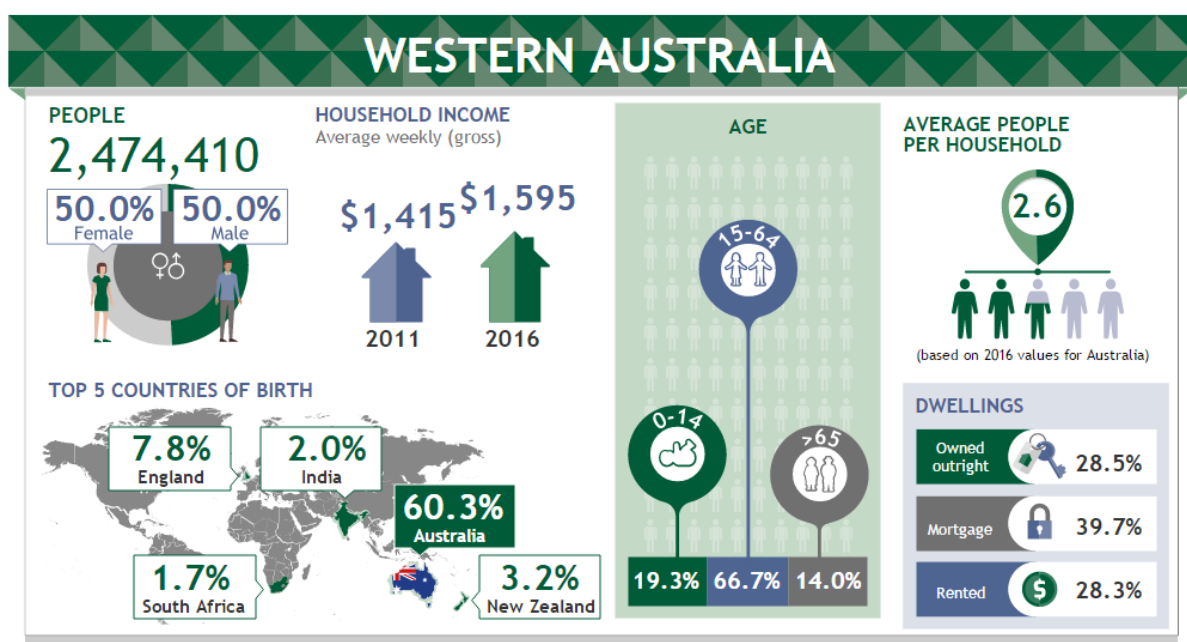 WESTERN AUSTRALIA
PEOPLE
2,474,410
50.0%
Female
50.0%
Male
HOUSEHOLD INCOME
Average weekly (gross)
$1,415
2011
$1,595
2016
TOP 5 COUNTRIES OF BIRTH
7.8%
England
2.0%
India
60.3%
Australia
1.7%
South Africa
3.2%
New Zealand
AGE
0-14
15-64
>65
19.3%
66.7%
14.0%
AVERAGE PEOPLE
PER HOUSEHOLD
2.6
(based on 2016 values for Australia)
DWELLINGS
Owned
outright
28.5%
Mortgage
39.7%
Rented
$
28.3%